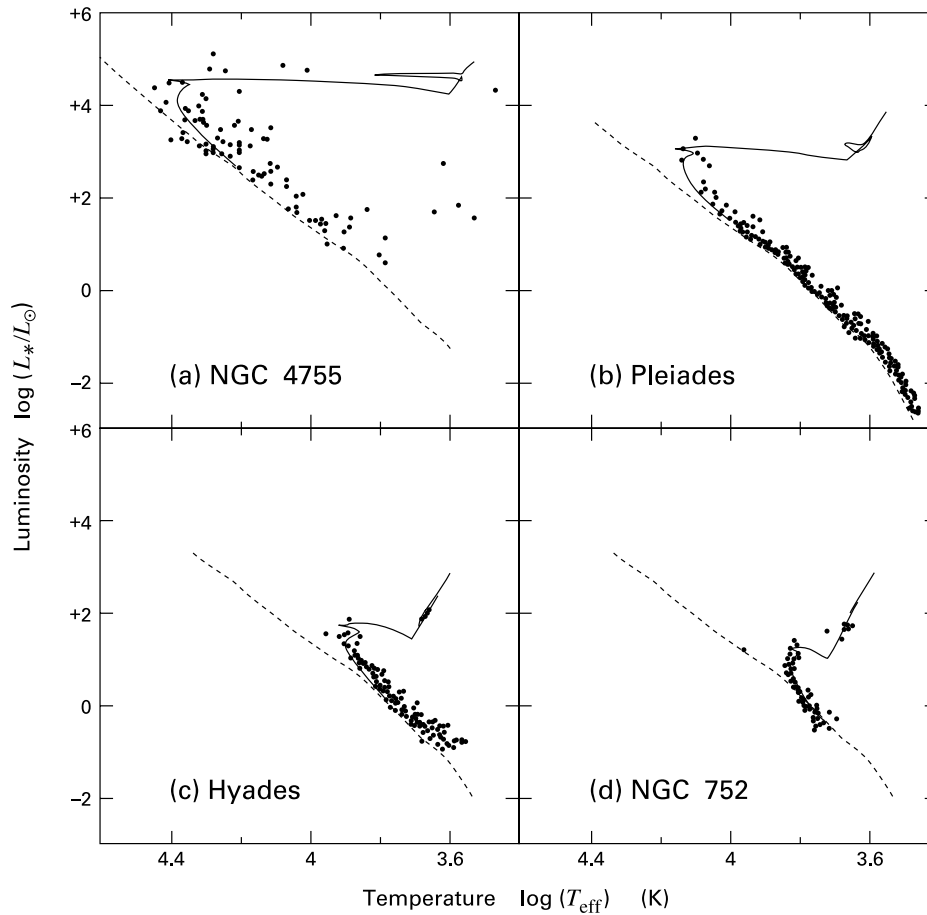 +6
+4
+2
0
−2
(a) NGC 4755
(b) Pleiades
+6
+4
+2
0
−2
(c) Hyades
(d) NGC 752
4.4 4 3.6 4.4 4 3.6
Luminosity log (L*/L⊙)
Temperature log (Teff) (K)